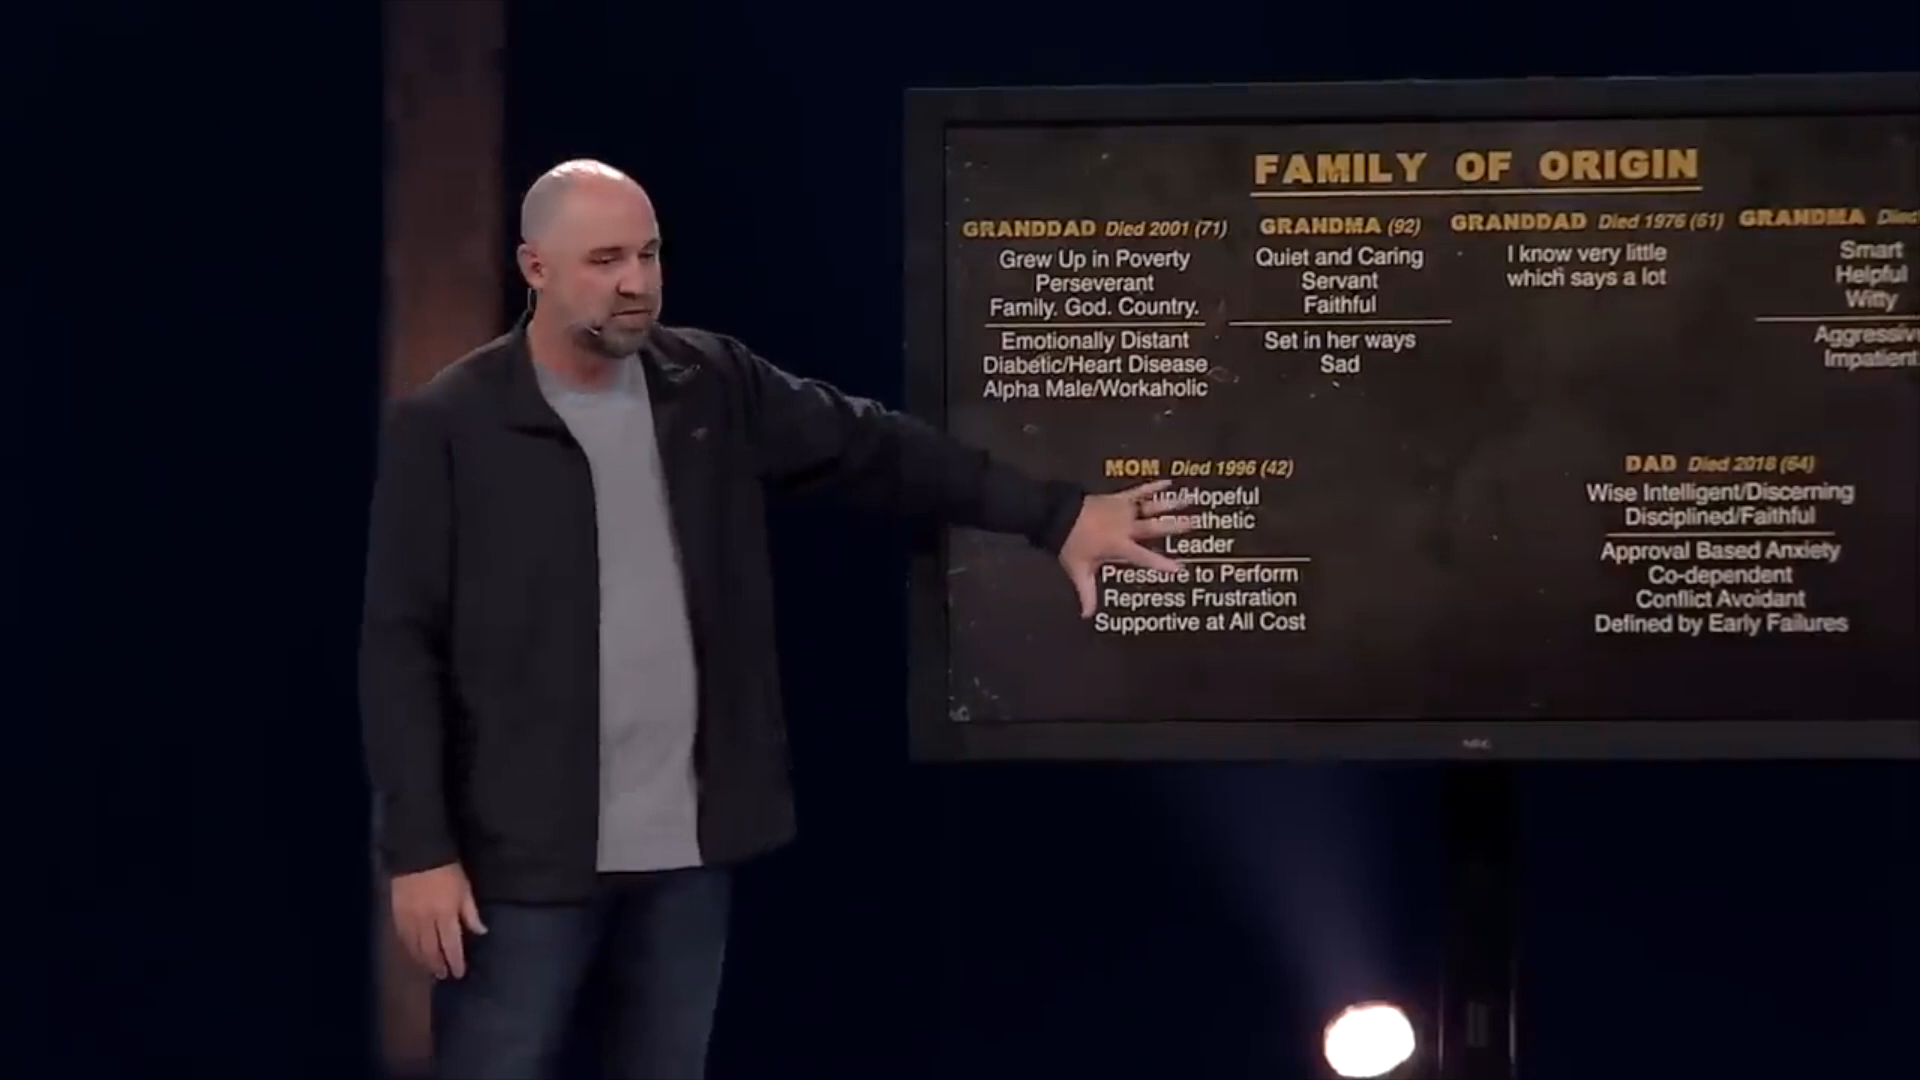 FAMILY OF ORIGIN
GRANDDAD Died 2001 (71)
Grew Up in Poverty
Perseverant
Family. God. Country.
Emotionally Distant
Diabetic/Heart Disease
Alpha Male/Workaholic
GRANDMA (92)
Quiet and Caring
Servant
Faithful
Set in her ways
Sad
GRANDDAD Died 1976 (61)
I know very little
which says a lot
GRANDMA Died
Smart
Helpful
Witty
Aggressive
Impatient
MOM Died 1996 (42)
/Hopeful
Leader
Pressure to Perform
Repress Frustration
Supportive at All Cost
DAD Died 2018 (64)
Wise Intelligent/Discerning
Disciplined/Faithful
Approval Based Anxiety
Co-dependent
Conflict Avoidant
Defined by Early Failures
NEC